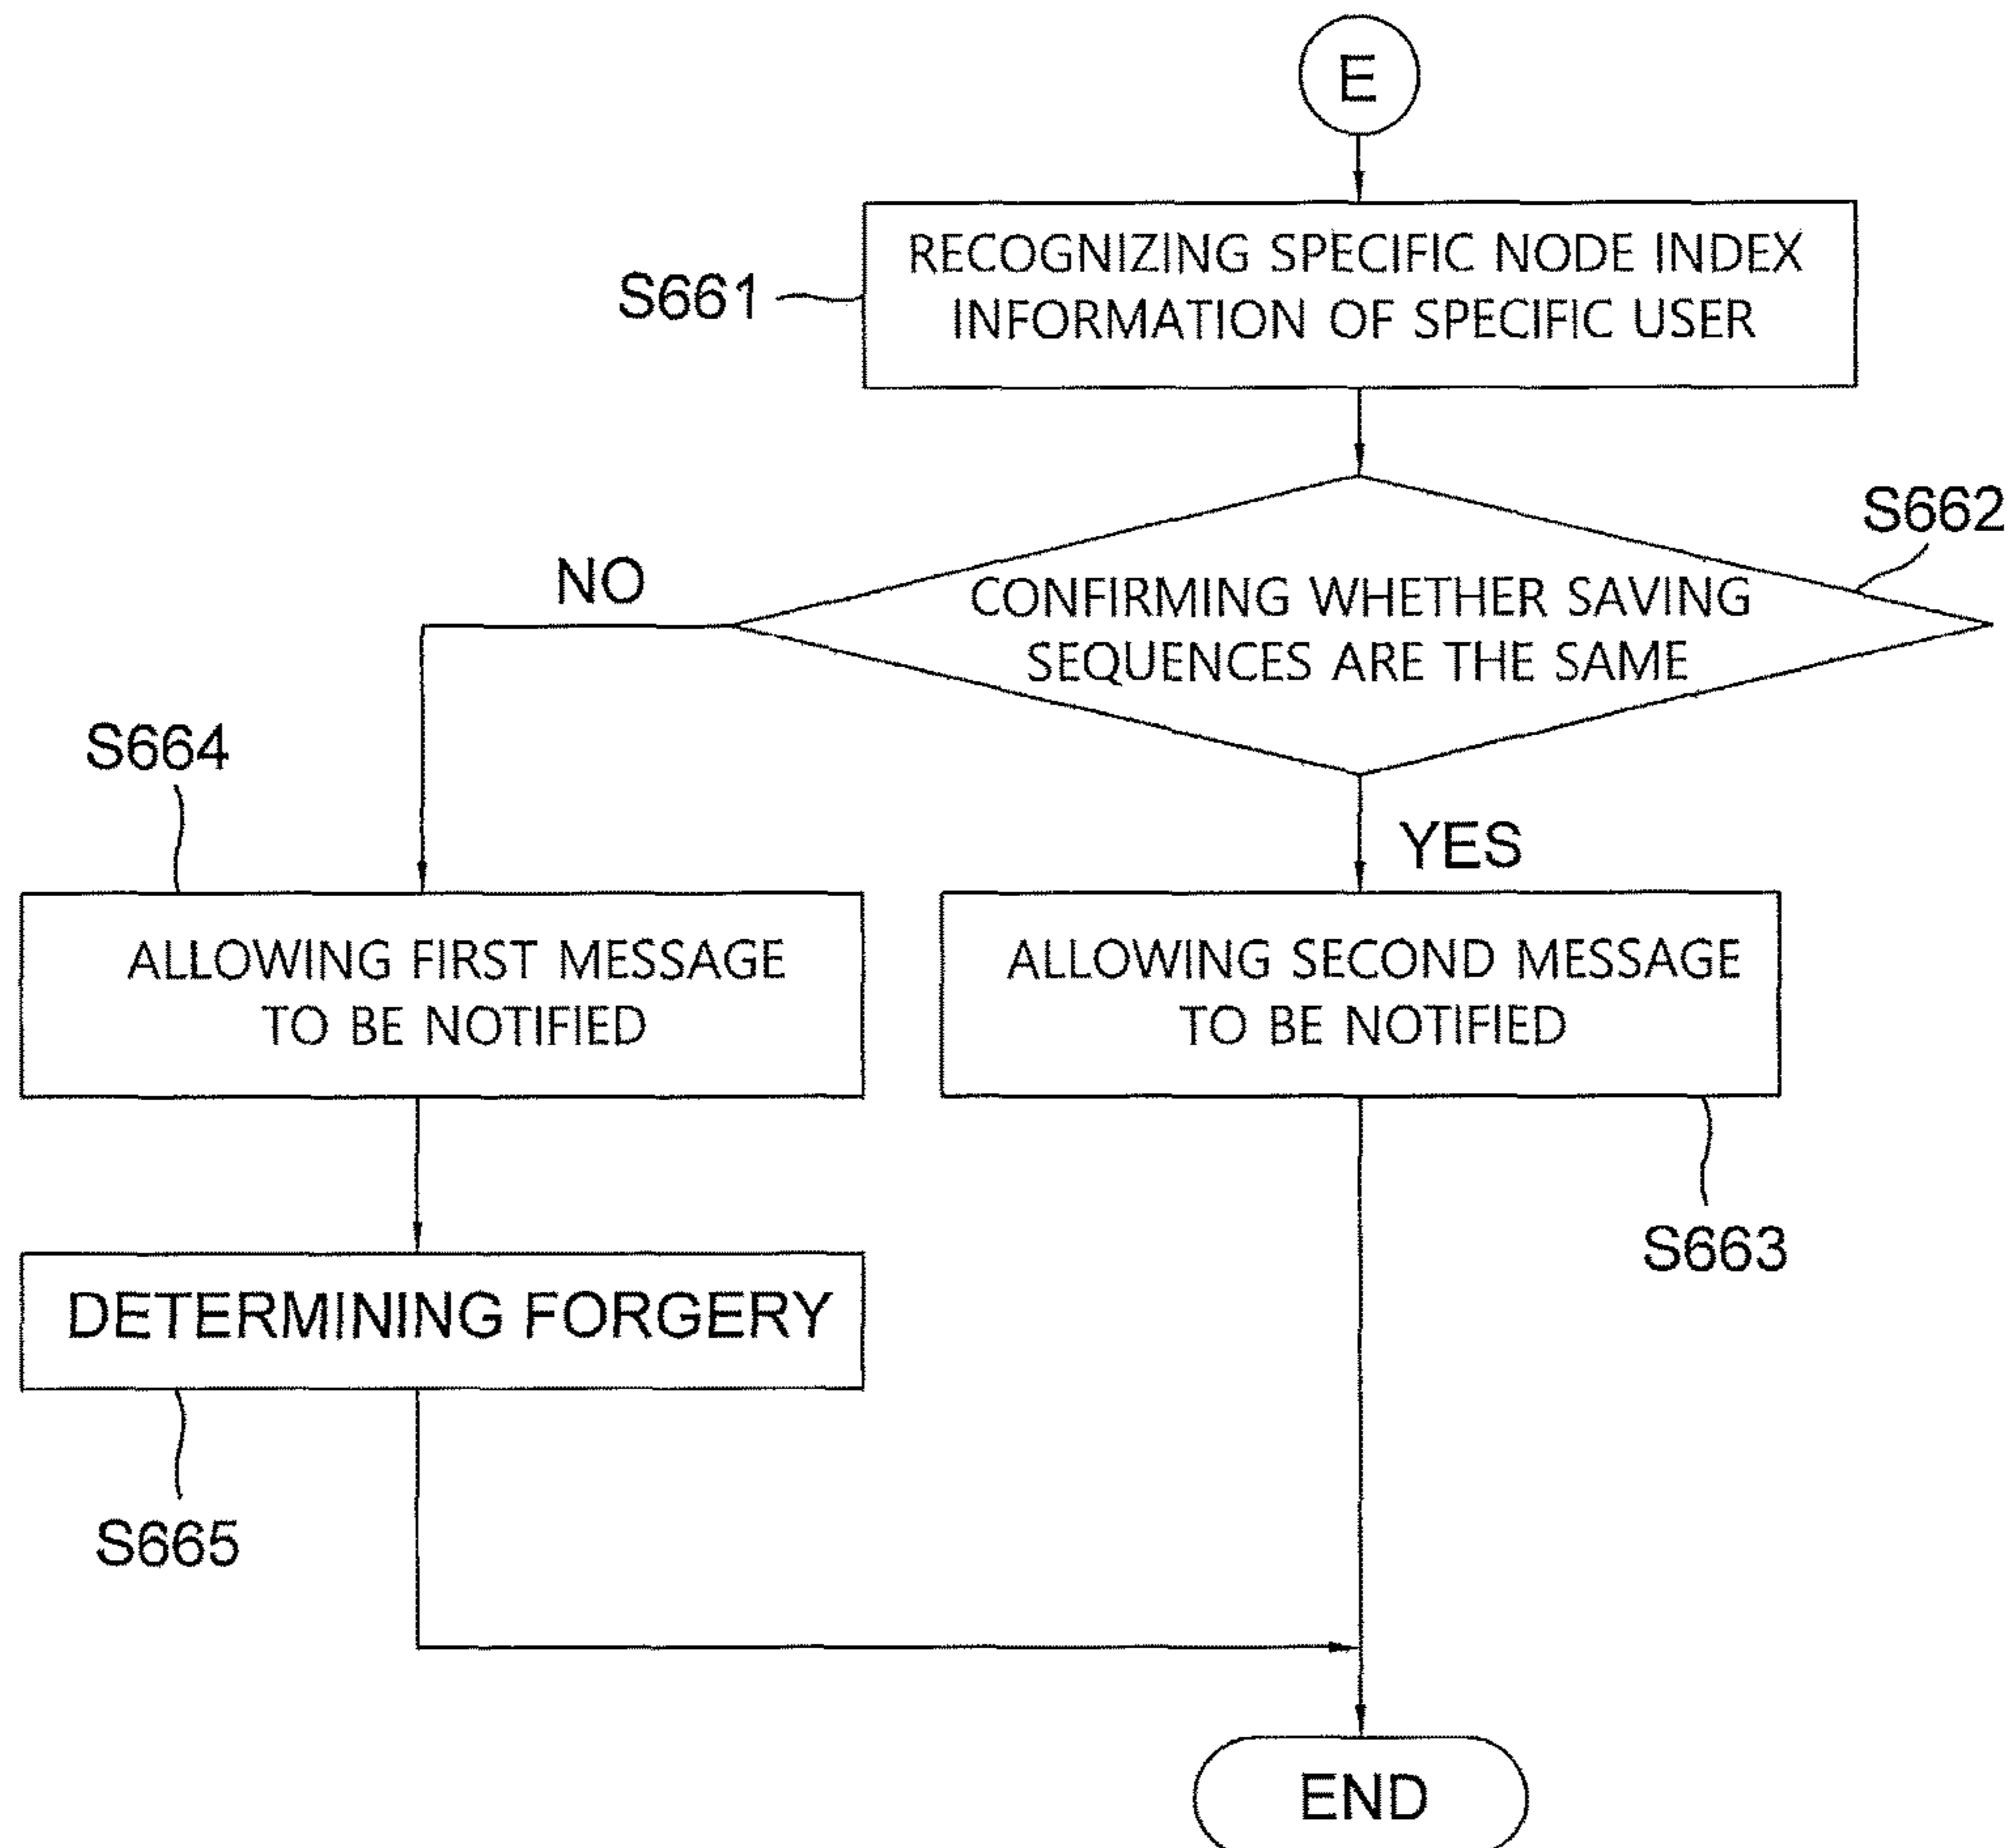 E
S661
RECOGNIZING SPECIFIC NODE INDEX
INFORMATION OF SPECIFIC USER
S662
CONFIRMING WHETHER SAVING
SEQUENCES ARE THE SAME
NO
YES
S664
ALLOWING FIRST MESSAGE
TO BE NOTIFIED
ALLOWING SECOND MESSAGE
TO BE NOTIFIED
S663
DETERMINING FORGERY
S665
END